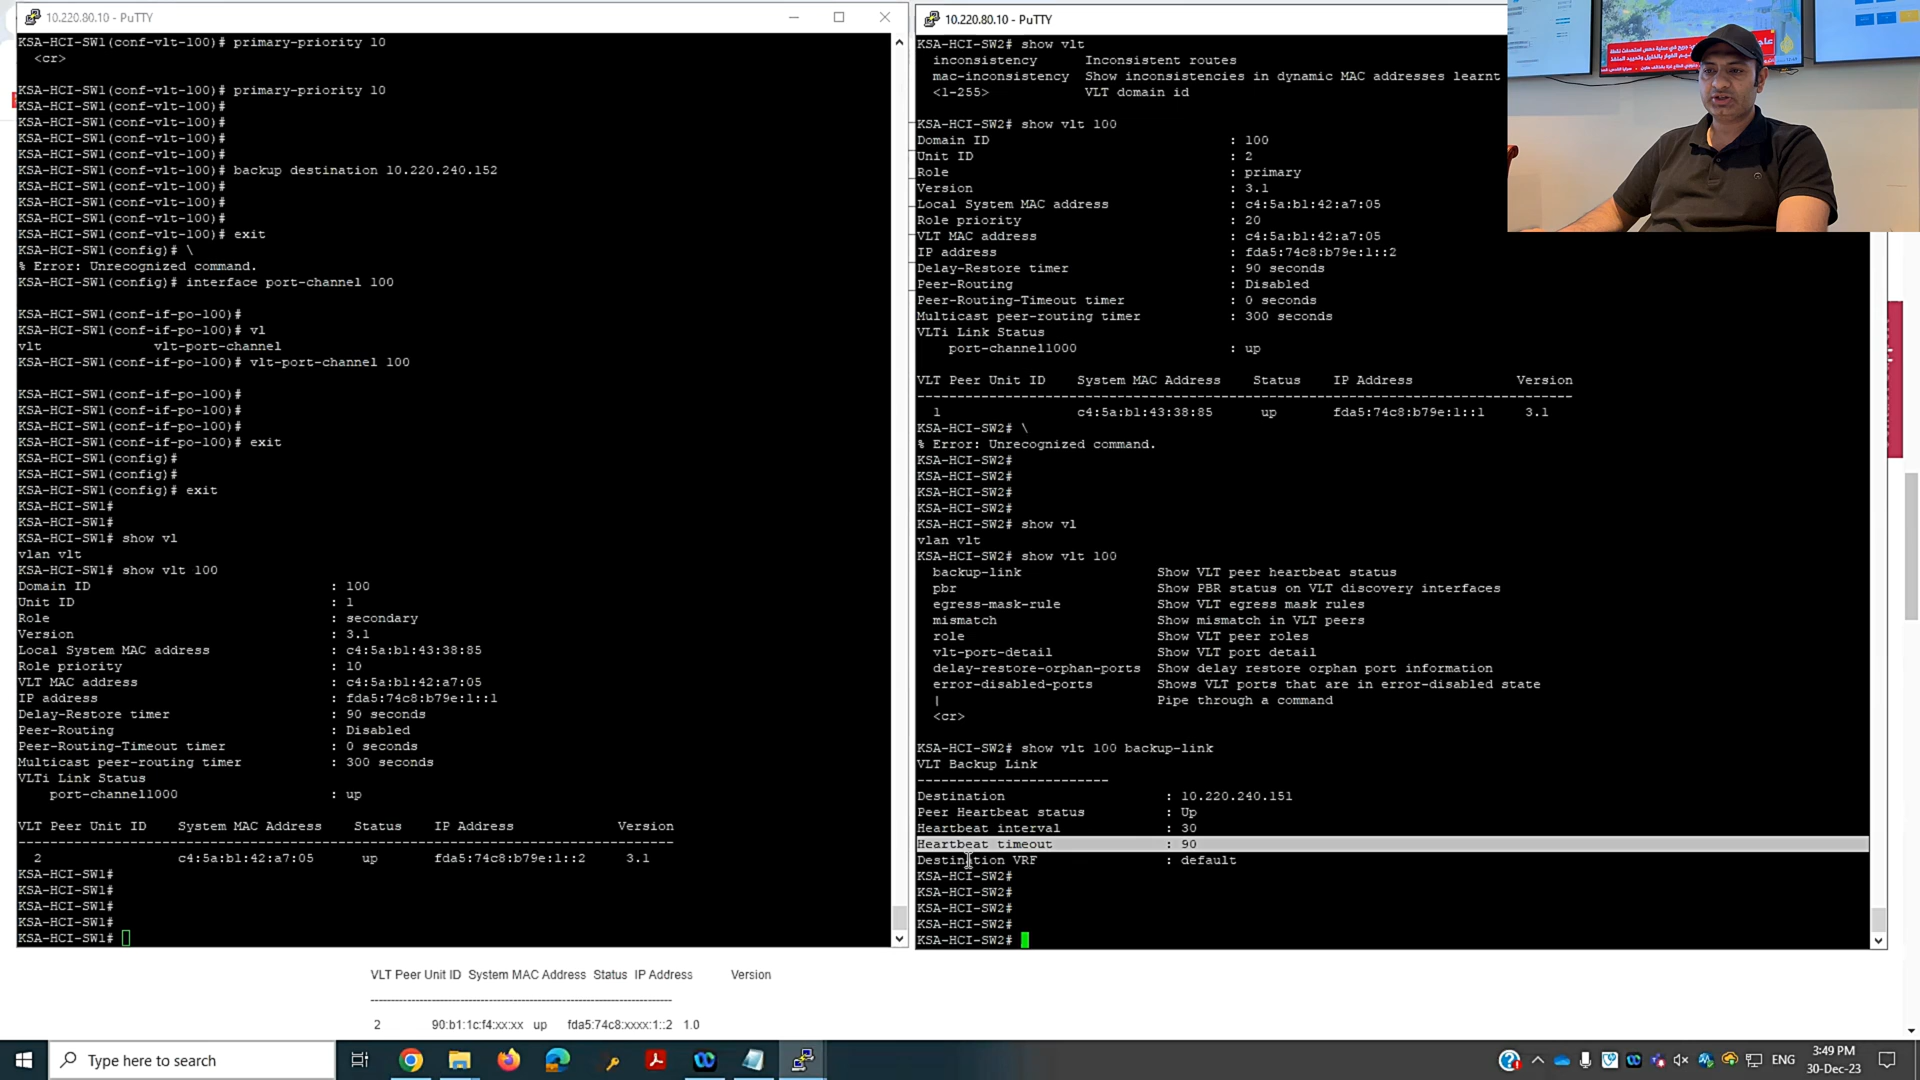 10.220.80.10 - PuTTY
KSA-HCI-SW1(conf-vlt-100)# primary-priority 10
<cr>
KSA-HCI-SW1(conf-vlt-100)# primary-priority 10
KSA-HCI-SW1(conf-vlt-100)#
KSA-HCI-SW1(conf-vlt-100)#
KSA-HCI-SW1(conf-vlt-100)#
KSA-HCI-SW1(conf-vlt-100)#
KSA-HCI-SW1(conf-vlt-100)# backup destination 10.220.240.152
KSA-HCI-SW1(conf-vlt-100)#
KSA-HCI-SW1(conf-vlt-100)#
KSA-HCI-SW1(conf-vlt-100)#
KSA-HCI-SW1(conf-vlt-100)# exit
KSA-HCI-SW1(config)# \
% Error: Unrecognized command.
KSA-HCI-SW1(config)# interface port-channel 100
KSA-HCI-SW1(conf-if-po-100)#
KSA-HCI-SW1(conf-if-po-100)# vl
vlt vlt-port-channel
KSA-HCI-SW1(conf-if-po-100)# vlt-port-channel 100
KSA-HCI-SW1(conf-if-po-100)#
KSA-HCI-SW1(conf-if-po-100)#
KSA-HCI-SW1(conf-if-po-100)#
KSA-HCI-SW1(conf-if-po-100)# exit
KSA-HCI-SW1(config)#
KSA-HCI-SW1(config)#
KSA-HCI-SW1(config)# exit
KSA-HCI-SW1#
KSA-HCI-SW1#
KSA-HCI-SW1# show vl
vlan vlt
KSA-HCI-SW1# show vlt 100
Domain ID : 100
Unit ID : 1
Role : secondary
Version : 3.1
Local System MAC address : c4:5a:b1:43:38:85
Role priority : 10
VLT MAC address : c4:5a:b1:42:a7:05
IP address : fda5:74c8:b79e:1::1
Delay-Restore timer : 90 seconds
Peer-Routing : Disabled
Peer-Routing-Timeout timer : 0 seconds
Multicast peer-routing timer : 300 seconds
VLTi Link Status
port-channel1000 : up
VLT Peer Unit ID System MAC Address Status IP Address Version
2 c4:5a:b1:42:a7:05 up fda5:74c8:b79e:1::2 3.1
KSA-HCI-SW1#
KSA-HCI-SW1#
KSA-HCI-SW1#
KSA-HCI-SW1#
KSA-HCI-SW1#
10.220.80.10 - PuTTY
KSA-HCI-SW2# show vlt
inconsistency Inconsistent routes
mac-inconsistency Show inconsistencies in dynamic MAC addresses learnt
<1-255> VLT domain id
KSA-HCI-SW2# show vlt 100
Domain ID : 100
Unit ID : 2
Role : primary
Version : 3.1
Local System MAC address : c4:5a:b1:42:a7:05
Role priority : 20
VLT MAC address : c4:5a:b1:42:a7:05
IP address : fda5:74c8:b79e:1::2
Delay-Restore timer : 90 seconds
Peer-Routing : Disabled
Peer-Routing-Timeout timer : 0 seconds
Multicast peer-routing timer : 300 seconds
VLTi Link Status
port-channel1000 : up
VLT Peer Unit ID System MAC Address Status IP Address Version
1 c4:5a:b1:43:38:85 up fda5:74c8:b79e:1::1 3.1
KSA-HCI-SW2# \
% Error: Unrecognized command.
KSA-HCI-SW2#
KSA-HCI-SW2#
KSA-HCI-SW2#
KSA-HCI-SW2#
KSA-HCI-SW2# show vl
vlan vlt
KSA-HCI-SW2# show vlt 100
backup-link Show VLT peer heartbeat status
pbr Show PBR status on VLT discovery interfaces
egress-mask-rule Show VLT egress mask rules
mismatch Show mismatch in VLT peers
role Show VLT peer roles
vlt-port-detail Show VLT port detail
delay-restore-orphan-ports Show delay restore orphan port information
error-disabled-ports Shows VLT ports that are in error-disabled state
| Pipe through a command
<cr>
KSA-HCI-SW2# show vlt 100 backup-link
VLT Backup Link
Destination : 10.220.240.151
Peer Heartbeat status : Up
Heartbeat interval : 30
Heartbeat timeout : 90
Destination VRF : default
KSA-HCI-SW2#
KSA-HCI-SW2#
KSA-HCI-SW2#
KSA-HCI-SW2#
KSA-HCI-SW2#
VLT Peer Unit ID System MAC Address Status IP Address Version
2 90:b1:1c:f4:xx:xx up fda5:74c8:xxxx:1::2 1.0
Type here to search
ENG
3:49 PM
30-Dec-23